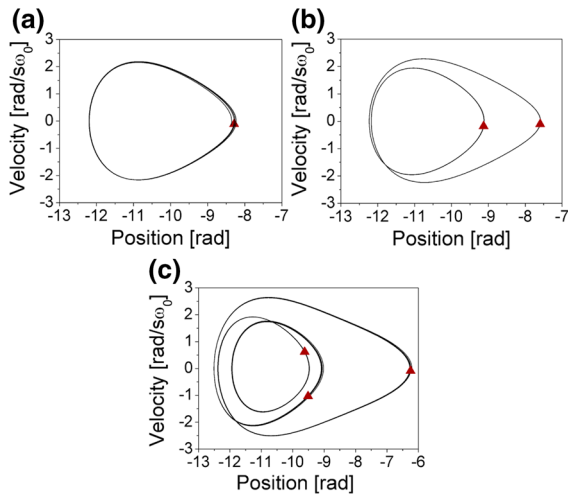 (a)
3
2
1
0
-1
-2
-3
Velocity [rad/sω₀]
-13 -12 -11 -10 -9 -8 -7
Position [rad]
(b)
3
2
1
0
-1
-2
-3
Velocity [rad/sω₀]
-13 -12 -11 -10 -9 -8 -7
Position [rad]
(c)
3
2
1
0
-1
-2
-3
Velocity [rad/sω₀]
-13 -12 -11 -10 -9 -8 -7 -6
Position [rad]